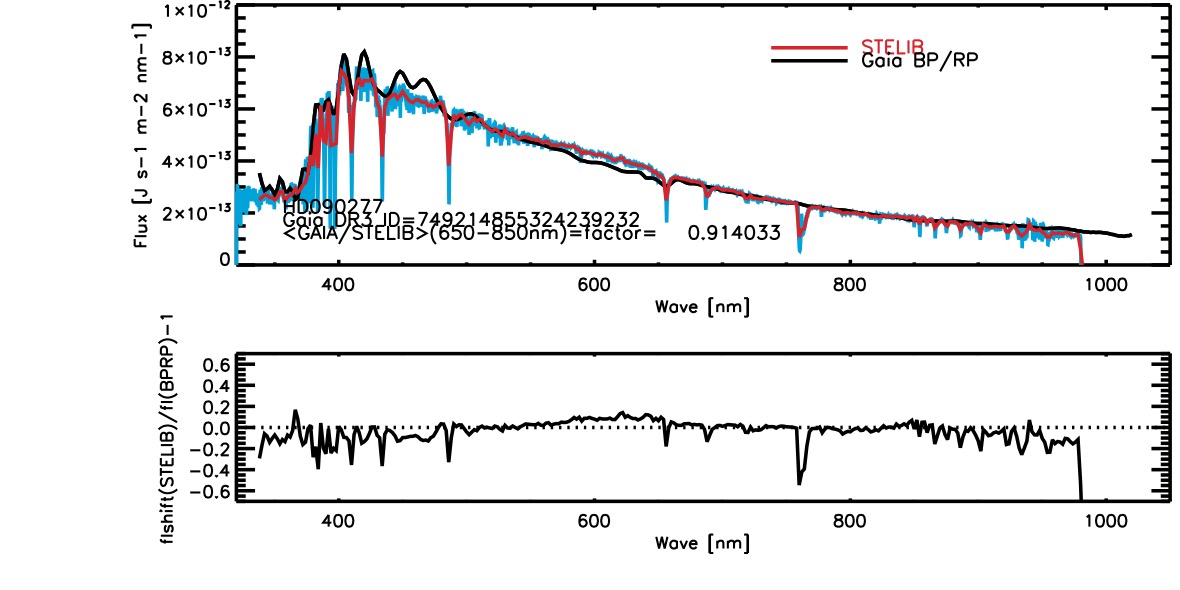 1×10−12
8×10−13
6×10−13
4×10−13
2×10−13
0
Flux [J s−1 m−2 nm−1]
STELIB
Gaia BP/RP
HD090277
Gaia DR3 ID=749214855324239232
<GAIA/STELIB>(650−850nm)=factor= 0.914033
400 600 800 1000
Wave [nm]
0.6
0.4
0.2
0.0
−0.2
−0.4
−0.6
flshift(STELIB)/fl(BPRP)−1
400 600 800 1000
Wave [nm]